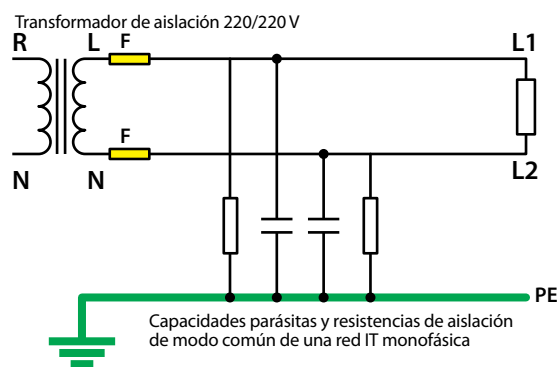 Transformador de aislación 220/220 V
R L F L1
F
N N L2
PE
Capacidades parásitas y resistencias de aislación
de modo común de una red IT monofásica